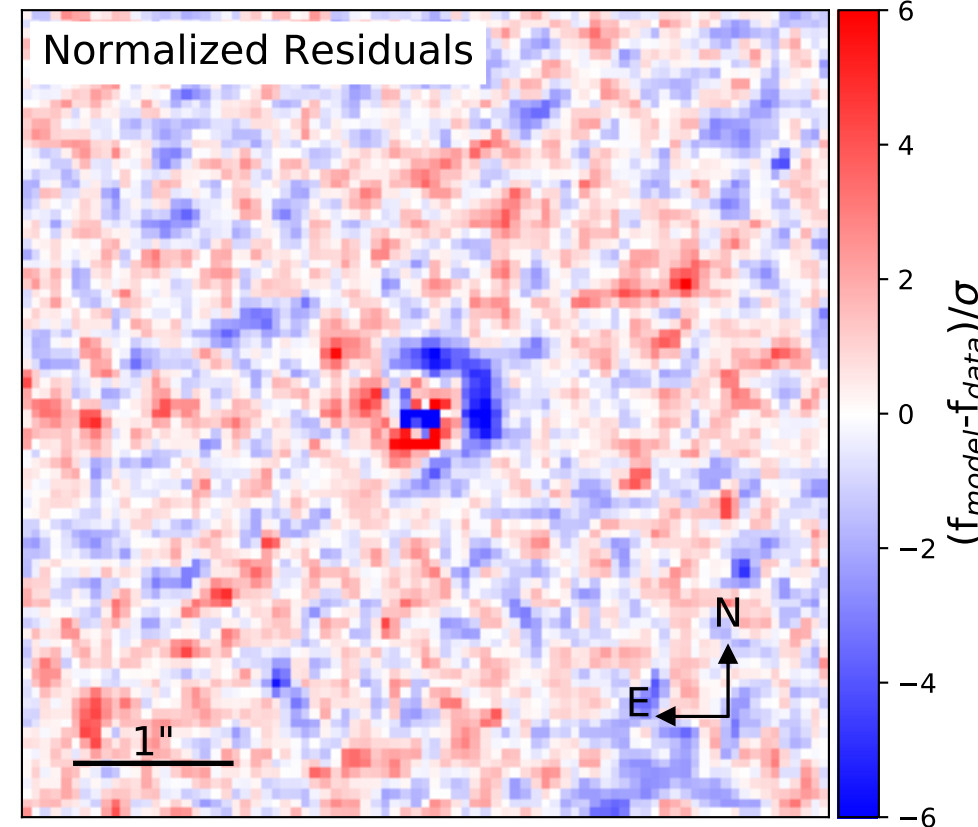 Normalized Residuals
6
4
2
0
−2
−4
−6
(f_model-f_data)/σ
N
E
1"